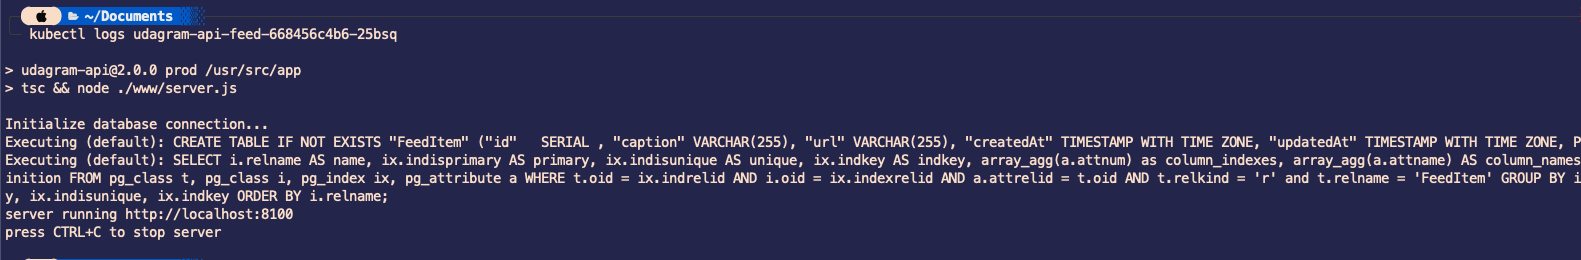 ~/Documents
kubectl logs udagram-api-feed-668456c4b6-25bsq
> udagram-api@2.0.0 prod /usr/src/app
> tsc && node ./www/server.js
Initialize database connection...
Executing (default): CREATE TABLE IF NOT EXISTS "FeedItem" ("id"   SERIAL , "caption" VARCHAR(255), "url" VARCHAR(255), "createdAt" TIMESTAMP WITH TIME ZONE, "updatedAt" TIMESTAMP WITH TIME ZONE, P
Executing (default): SELECT i.relname AS name, ix.indisprimary AS primary, ix.indisunique AS unique, ix.indkey AS indkey, array_agg(a.attnum) as column_indexes, array_agg(a.attname) AS column_names
inition FROM pg_class t, pg_class i, pg_index ix, pg_attribute a WHERE t.oid = ix.indrelid AND i.oid = ix.indexrelid AND a.attrelid = t.oid AND t.relkind = 'r' and t.relname = 'FeedItem' GROUP BY i
y, ix.indisunique, ix.indkey ORDER BY i.relname;
server running http://localhost:8100
press CTRL+C to stop server